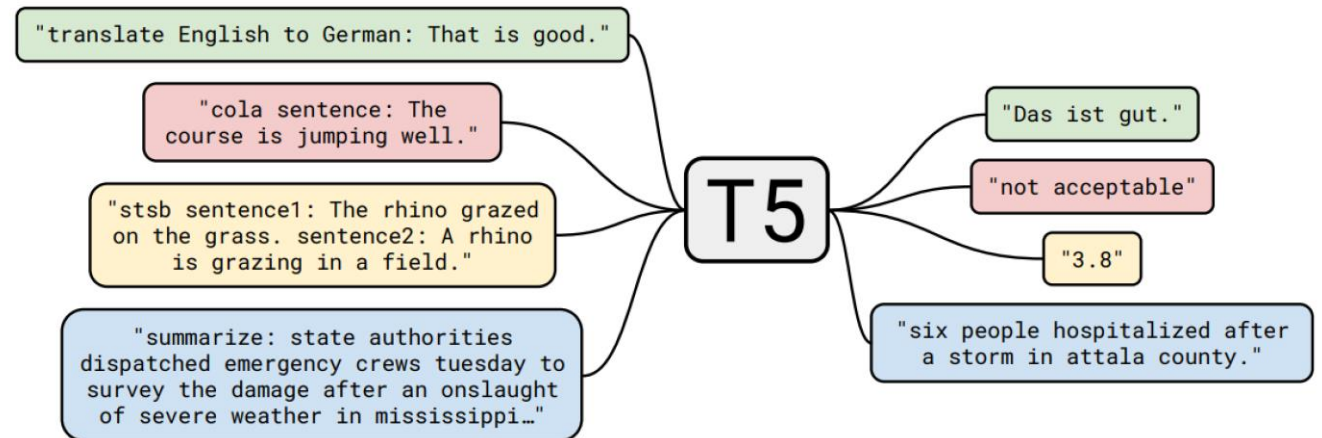 "translate English to German: That is good."
"cola sentence: The
course is jumping well."
"stsb sentence1: The rhino grazed
on the grass. sentence2: A rhino
is grazing in a field."
"summarize: state authorities
dispatched emergency crews tuesday to
survey the damage after an onslaught
of severe weather in mississippi…"
T5
"Das ist gut."
"not acceptable"
"3.8"
"six people hospitalized after
a storm in attala county."